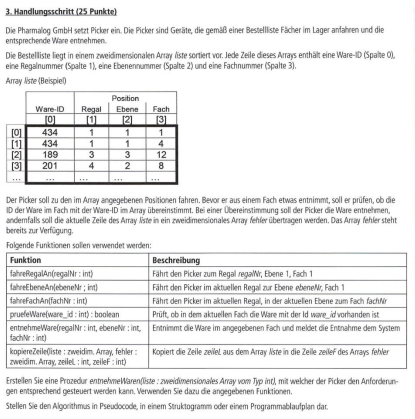 3. Handlungsschritt (25 Punkte)
Die Pharmalog GmbH setzt Picker ein. Die Picker sind Geräte, die gemäß einer Bestellliste Fächer im Lager anfahren und die
entsprechende Ware entnehmen.
Die Bestellliste liegt in einem zweidimensionalen Array liste sortiert vor. Jede Zeile dieses Arrays enthält eine Ware-ID (Spalte 0),
eine Regalnummer (Spalte 1), eine Ebenennummer (Spalte 2) und eine Fachnummer (Spalte 3).
Array liste (Beispiel)
Position
Ware-ID Regal Ebene Fach
[0] [1] [2] [3]
[0] 434 1 1 1
[1] 434 1 1 4
[2] 189 3 3 12
[3] 201 4 2 8
... ... ... ... ...
Der Picker soll zu den im Array angegebenen Positionen fahren. Bevor er aus einem Fach etwas entnimmt, soll er prüfen, ob die
ID der Ware im Fach mit der Ware-ID im Array übereinstimmt. Bei einer Übereinstimmung soll der Picker die Ware entnehmen,
andernfalls soll die aktuelle Zeile des Array liste in ein zweidimensionales Array fehler übertragen werden. Das Array fehler steht
bereits zur Verfügung.
Folgende Funktionen sollen verwendet werden:
Funktion Beschreibung
fahreRegalAn(regalNr : int) Fährt den Picker zum Regal regalNr, Ebene 1, Fach 1
fahreEbeneAn(ebeneNr ; int) Fährt den Picker im aktuellen Regal zur Ebene ebeneNr, Fach 1
fahreFachAn(fachNr : int) Fährt den Picker im aktuellen Regal, in der aktuellen Ebene zum Fach fachNr
pruefeWare(ware_id : int) : boolean Prüft, ob in dem aktuellen Fach die Ware mit der Id ware_id vorhanden ist
entnehmeWare(regalNr : int, ebeneNr : int, Entnimmt die Ware im angegebenen Fach und meldet die Entnahme dem System
fachNr : int)
kopiereZeile(liste : zweidim. Array, fehler : Kopiert die Zeile zeileL aus dem Array liste in die Zeile zeileF des Arrays fehler
zweidim. Array, zeileL : int, zeileF : int)
Erstellen Sie eine Prozedur entnehmeWaren(liste : zweidimensionales Array vom Typ int), mit welcher der Picker den Anforderun-
gen entsprechend gesteuert werden kann. Verwenden Sie dazu die angegebenen Funktionen.
Stellen Sie den Algorithmus in Pseudocode, in einem Struktogramm oder in einem Programmablaufplan dar.